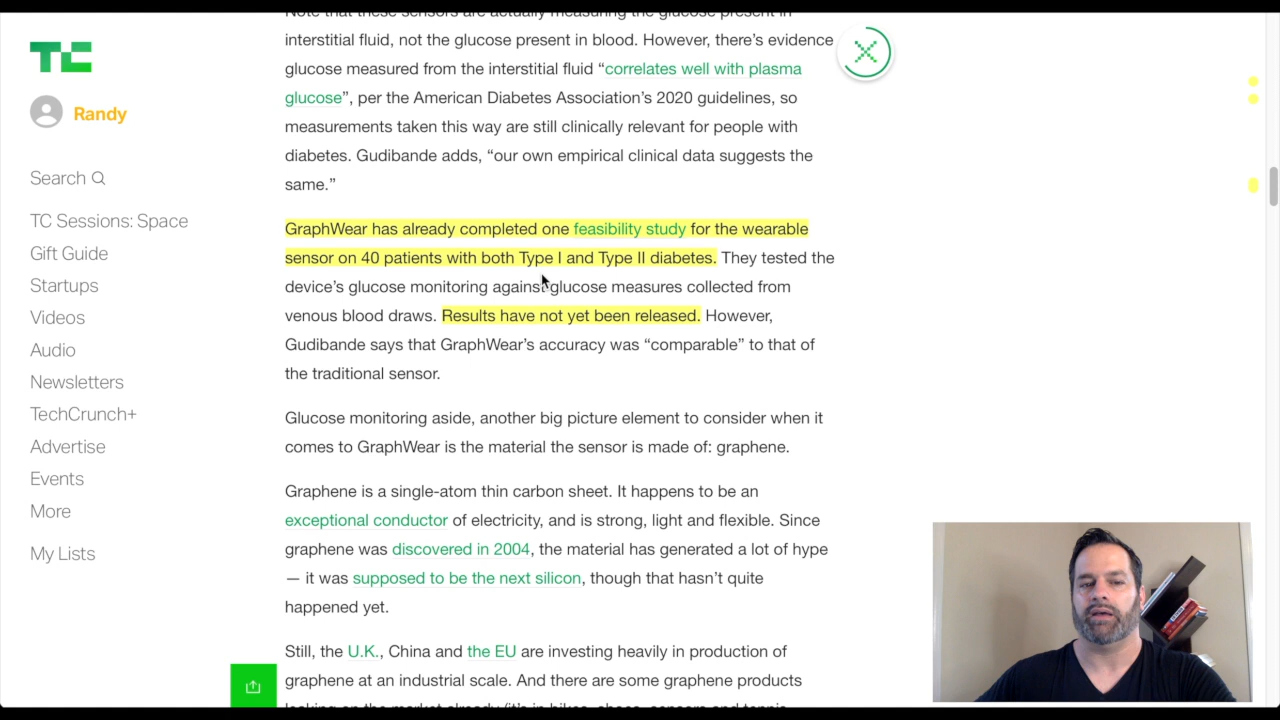 Note that these sensors are actually measuring the glucose present in
interstitial fluid, not the glucose present in blood. However, there’s evidence
glucose measured from the interstitial fluid “correlates well with plasma
glucose”, per the American Diabetes Association’s 2020 guidelines, so
measurements taken this way are still clinically relevant for people with
diabetes. Gudibande adds, “our own empirical clinical data suggests the
same.”
GraphWear has already completed one feasibility study for the wearable
sensor on 40 patients with both Type I and Type II diabetes. They tested the
device’s glucose monitoring against glucose measures collected from
venous blood draws. Results have not yet been released. However,
Gudibande says that GraphWear’s accuracy was “comparable” to that of
the traditional sensor.
Glucose monitoring aside, another big picture element to consider when it
comes to GraphWear is the material the sensor is made of: graphene.
Graphene is a single-atom thin carbon sheet. It happens to be an
exceptional conductor of electricity, and is strong, light and flexible. Since
graphene was discovered in 2004, the material has generated a lot of hype
— it was supposed to be the next silicon, though that hasn’t quite
happened yet.
Still, the U.K., China and the EU are investing heavily in production of
graphene at an industrial scale. And there are some graphene products
TC
Randy
Search
TC Sessions: Space
Gift Guide
Startups
Videos
Audio
Newsletters
TechCrunch+
Advertise
Events
More
My Lists